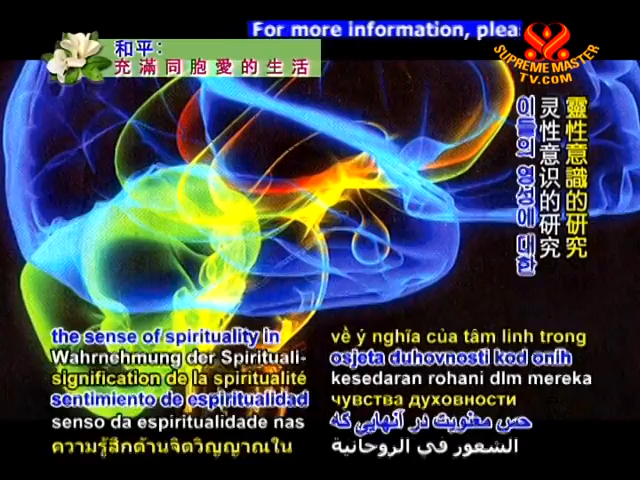 For more information, plea
和平：
充滿同胞愛的生活
SUPREME MASTER
TV.COM
靈性意識的研究
灵性意识的研究
이들의 영성에 대한
the sense of spirituality in
Wahrnehmung der Spirituali-
signification de la spiritualité
sentimiento de espiritualidad
senso da espiritualidade nas
ความรู้สึกด้านจิตวิญญาณใน
về ý nghĩa của tâm linh trong
osjeta duhovnosti kod onih
kesedaran rohani dlm mereka
чувства духовности
حس معنویت در آنهایی که
الشعور في الروحانية